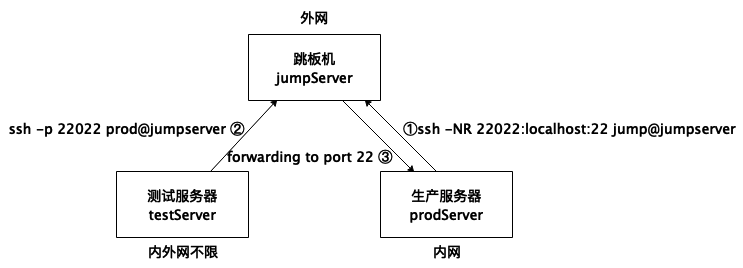 外网
跳板机
jumpServer
ssh -p 22022 prod@jumpserver ②
①ssh -NR 22022:localhost:22 jump@jumpserver
forwarding to port 22 ③
测试服务器
testServer
生产服务器
prodServer
内外网不限
内网